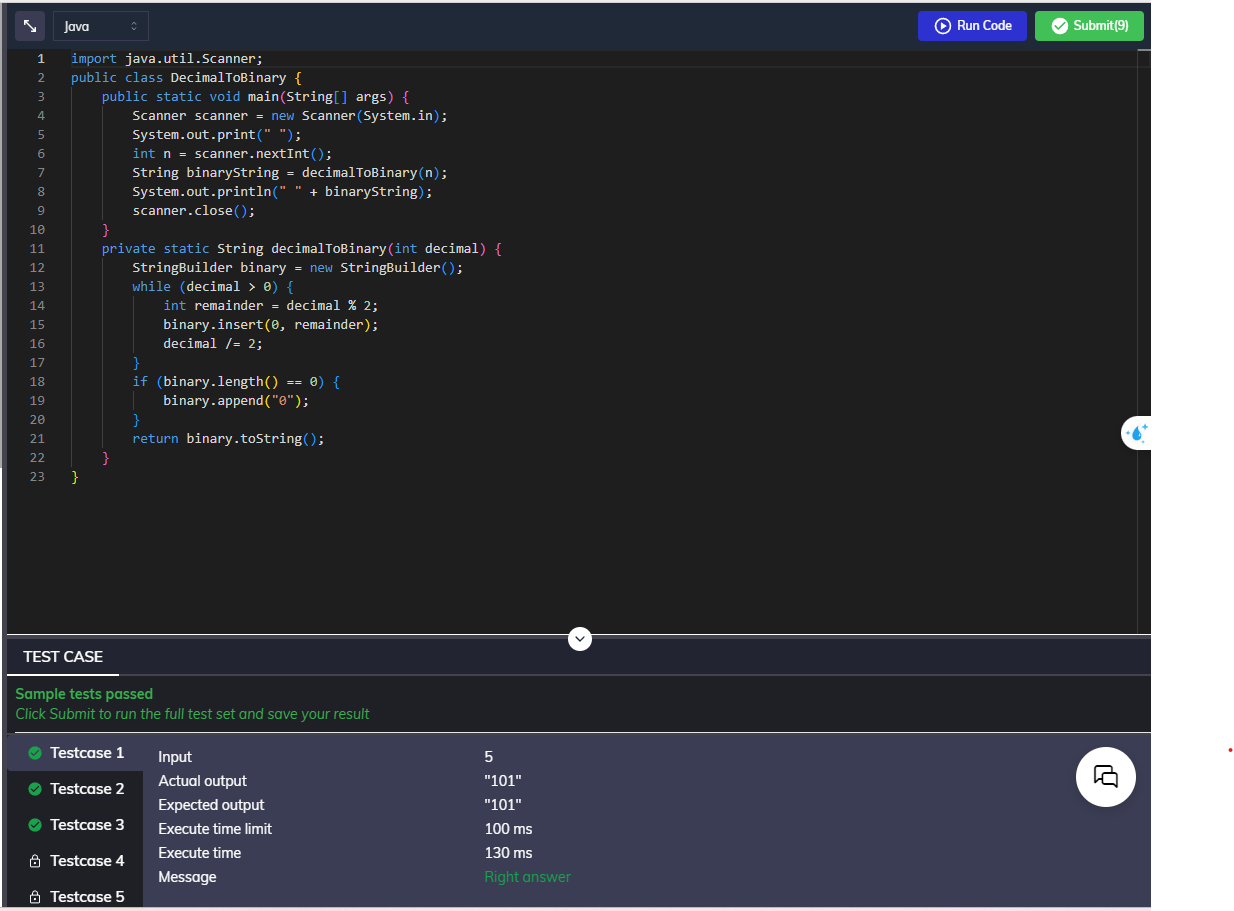 Java
Run Code
Submit(9)
1 import java.util.Scanner;
2 public class DecimalToBinary {
3 public static void main(String[] args) {
4 Scanner scanner = new Scanner(System.in);
5 System.out.print(" ");
6 int n = scanner.nextInt();
7 String binaryString = decimalToBinary(n);
8 System.out.println(" " + binaryString);
9 scanner.close();
10 }
11 private static String decimalToBinary(int decimal) {
12 StringBuilder binary = new StringBuilder();
13 while (decimal > 0) {
14 int remainder = decimal % 2;
15 binary.insert(0, remainder);
16 decimal /= 2;
17 }
18 if (binary.length() == 0) {
19 binary.append("0");
20 }
21 return binary.toString();
22 }
23 }
TEST CASE
Sample tests passed
Click Submit to run the full test set and save your result
Testcase 1
Testcase 2
Testcase 3
Testcase 4
Testcase 5
Input 5
Actual output "101"
Expected output "101"
Execute time limit 100 ms
Execute time 130 ms
Message Right answer